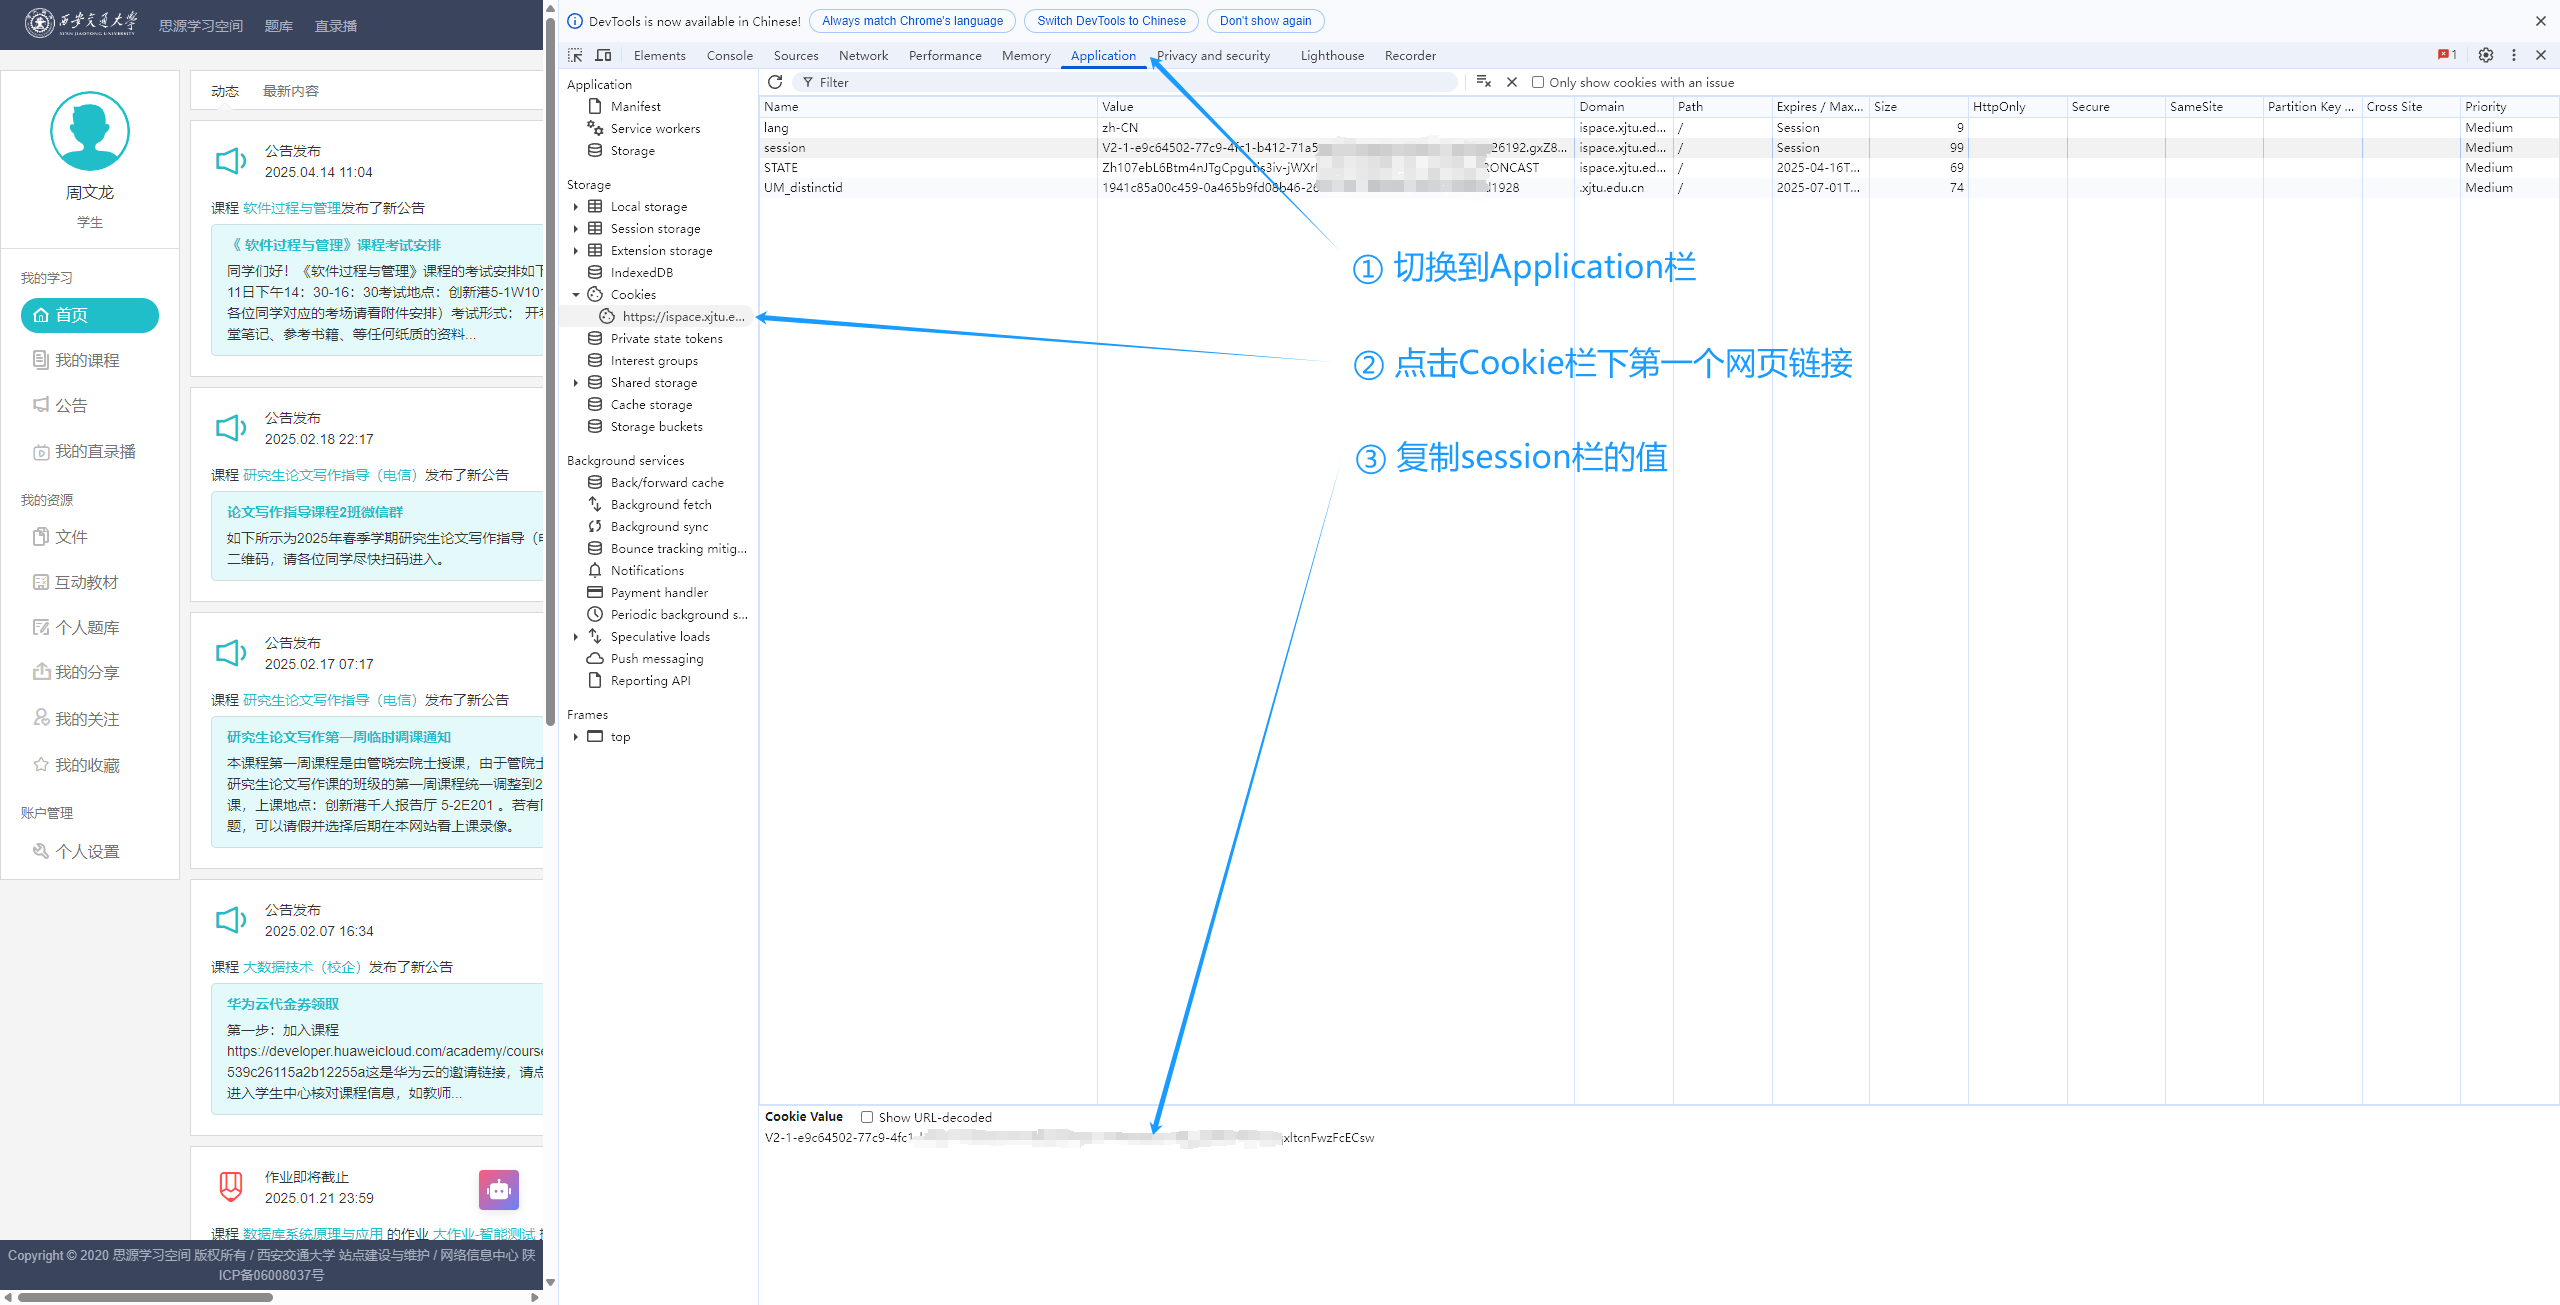 西安交通大学
XI'AN JIAOTONG UNIVERSITY
思源学习空间 题库 直录播
周文龙
学生
我的学习
首页
我的课程
公告
我的直录播
我的资源
文件
互动教材
个人题库
我的分享
我的关注
我的收藏
账户管理
个人设置
动态 最新内容
公告发布
2025.04.14 11:04
课程 软件过程与管理发布了新公告
《 软件过程与管理》课程考试安排
同学们好！《软件过程与管理》课程的考试安排如下
11日下午14：30-16：30考试地点：创新港5-1W101
各位同学对应的考场请看附件安排）考试形式： 开卷
堂笔记、参考书籍、等任何纸质的资料...
公告发布
2025.02.18 22:17
课程 研究生论文写作指导（电信）发布了新公告
论文写作指导课程2班微信群
如下所示为2025年春季学期研究生论文写作指导（电
二维码，请各位同学尽快扫码进入。
公告发布
2025.02.17 07:17
课程 研究生论文写作指导（电信）发布了新公告
研究生论文写作第一周临时调课通知
本课程第一周课程是由管晓宏院士授课，由于管院士
研究生论文写作课的班级的第一周课程统一调整到2
课，上课地点：创新港千人报告厅 5-2E201 。若有
题，可以请假并选择后期在本网站看上课录像。
公告发布
2025.02.07 16:34
课程 大数据技术（校企）发布了新公告
华为云代金券领取
第一步：加入课程
https://developer.huaweicloud.com/academy/course
539c26115a2b12255a这是华为云的邀请链接，请点
进入学生中心核对课程信息，如教师...
作业即将截止
2025.01.21 23:59
课程 数据库系统原理与应用 的作业 大作业-智能测试
Copyright © 2020 思源学习空间 版权所有 / 西安交通大学 站点建设与维护 / 网络信息中心 陕
ICP备06008037号
DevTools is now available in Chinese! Always match Chrome's language Switch DevTools to Chinese Don't show again
Elements Console Sources Network Performance Memory Application Privacy and security Lighthouse Recorder 1
Application
Manifest
Service workers
Storage
Storage
Local storage
Session storage
Extension storage
IndexedDB
Cookies
https://ispace.xjtu.e...
Private state tokens
Interest groups
Shared storage
Cache storage
Storage buckets
Background services
Back/forward cache
Background fetch
Background sync
Bounce tracking mitig...
Notifications
Payment handler
Periodic background s...
Speculative loads
Push messaging
Reporting API
Frames
top
Filter Only show cookies with an issue
Name Value Domain Path Expires / Max... Size HttpOnly Secure SameSite Partition Key ... Cross Site Priority
lang zh-CN ispace.xjtu.ed... / Session 9 Medium
session V2-1-e9c64502-77c9-4fc1-b412-71a5 26192.gxZ8... ispace.xjtu.ed... / Session 99 Medium
STATE Zh107ebL6Btm4nJTgCpgutis3iv-jWXr RONCAST ispace.xjtu.ed... / 2025-04-16T... 69 Medium
UM_distinctid 1941c85a00c459-0a465b9fd08b46-26 d1928 .xjtu.edu.cn / 2025-07-01T... 74 Medium
① 切换到Application栏
② 点击Cookie栏下第一个网页链接
③ 复制session栏的值
Cookie Value Show URL-decoded
V2-1-e9c64502-77c9-4fc1 xltcnFwzFcECsw